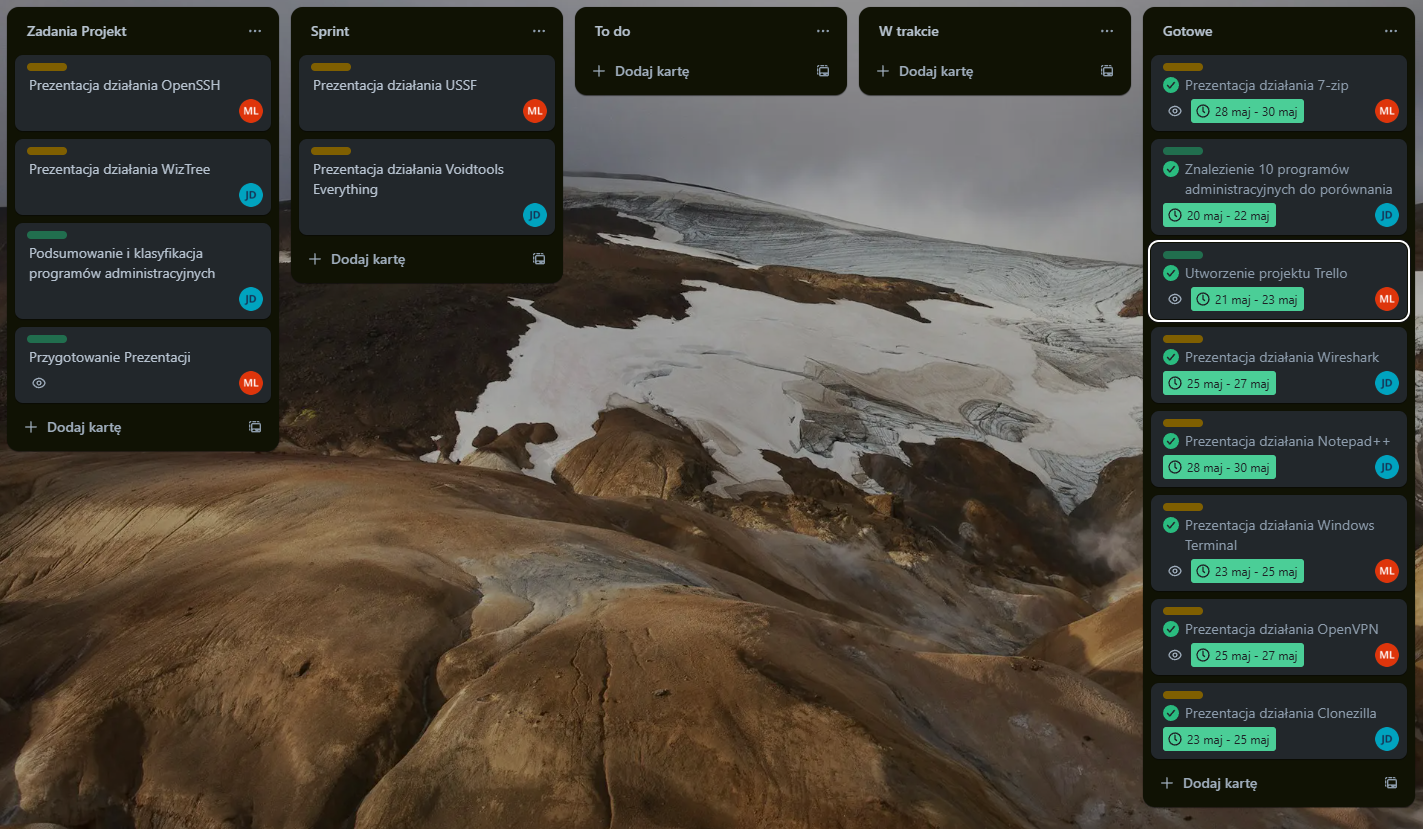 Zadania Projekt
Prezentacja działania OpenSSH
ML
Prezentacja działania WizTree
JD
Podsumowanie i klasyfikacja
programów administracyjnych
JD
Przygotowanie Prezentacji
ML
Dodaj kartę
Sprint
Prezentacja działania USSF
ML
Prezentacja działania Voidtools
Everything
JD
Dodaj kartę
To do
Dodaj kartę
W trakcie
Dodaj kartę
Gotowe
Prezentacja działania 7-zip
28 maj - 30 maj
ML
Znalezienie 10 programów
administracyjnych do porównania
20 maj - 22 maj
JD
Utworzenie projektu Trello
21 maj - 23 maj
ML
Prezentacja działania Wireshark
25 maj - 27 maj
JD
Prezentacja działania Notepad++
28 maj - 30 maj
JD
Prezentacja działania Windows
Terminal
23 maj - 25 maj
ML
Prezentacja działania OpenVPN
25 maj - 27 maj
ML
Prezentacja działania Clonezilla
23 maj - 25 maj
JD
Dodaj kartę